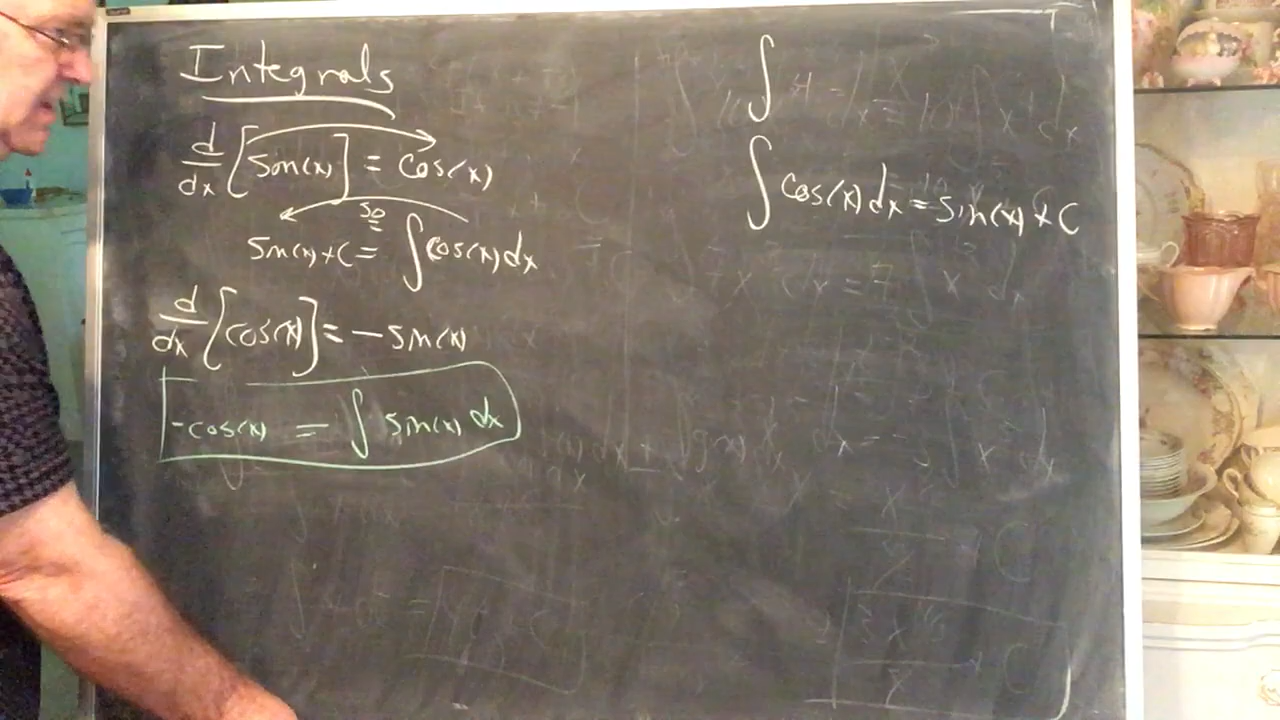 Integrals
d/dx [sin(x)] = cos(x)
so
sin(x)+C = ∫cos(x)dx
d/dx [cos(x)] = -sin(x)
-cos(x) = ∫ sin(x) dx
∫
∫cos(x)dx = sin(x)+C